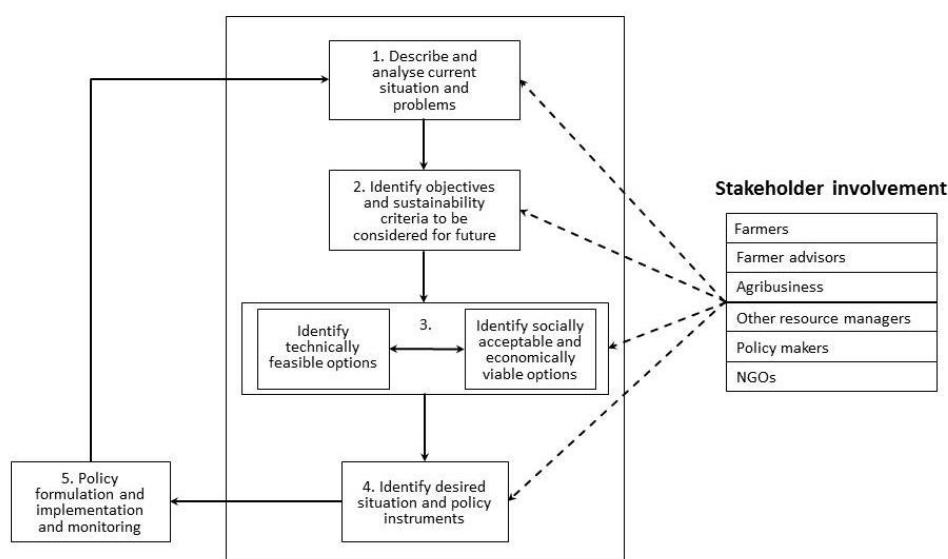 1. Describe and
analyse current
situation and
problems
2. Identify objectives
and sustainability
criteria to be
considered for future
3.
Identify
technically
feasible options
Identify socially
acceptable and
economically
viable options
4. Identify desired
situation and policy
instruments
5. Policy
formulation and
implementation
and monitoring
Stakeholder involvement
Farmers
Farmer advisors
Agribusiness
Other resource managers
Policy makers
NGOs